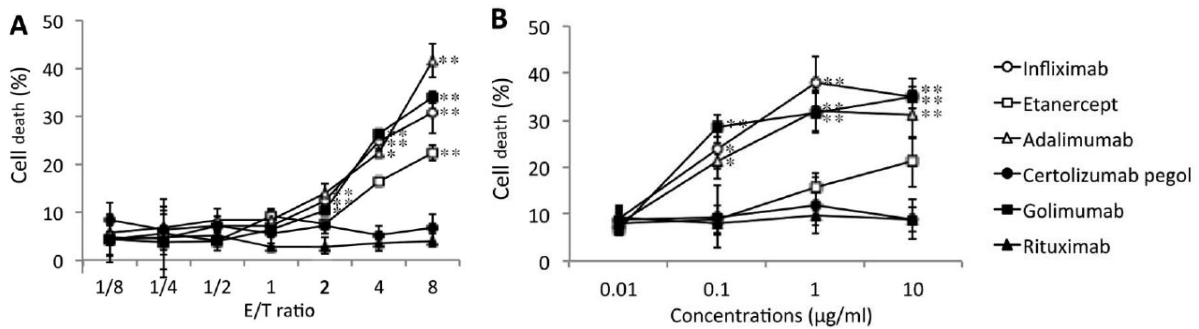 A
Cell death (%)
50
40
30
20
10
0
1/8 1/4 1/2 1 2 4 8
E/T ratio
**
**
**
**
*
**
*
*
*
*
*
*
*
B
Cell death (%)
50
40
30
20
10
0
0.01 0.1 1 10
Concentrations (μg/ml)
**
*
*
**
**
**
**
**
**
Infliximab
Etanercept
Adalimumab
Certolizumab pegol
Golimumab
Rituximab